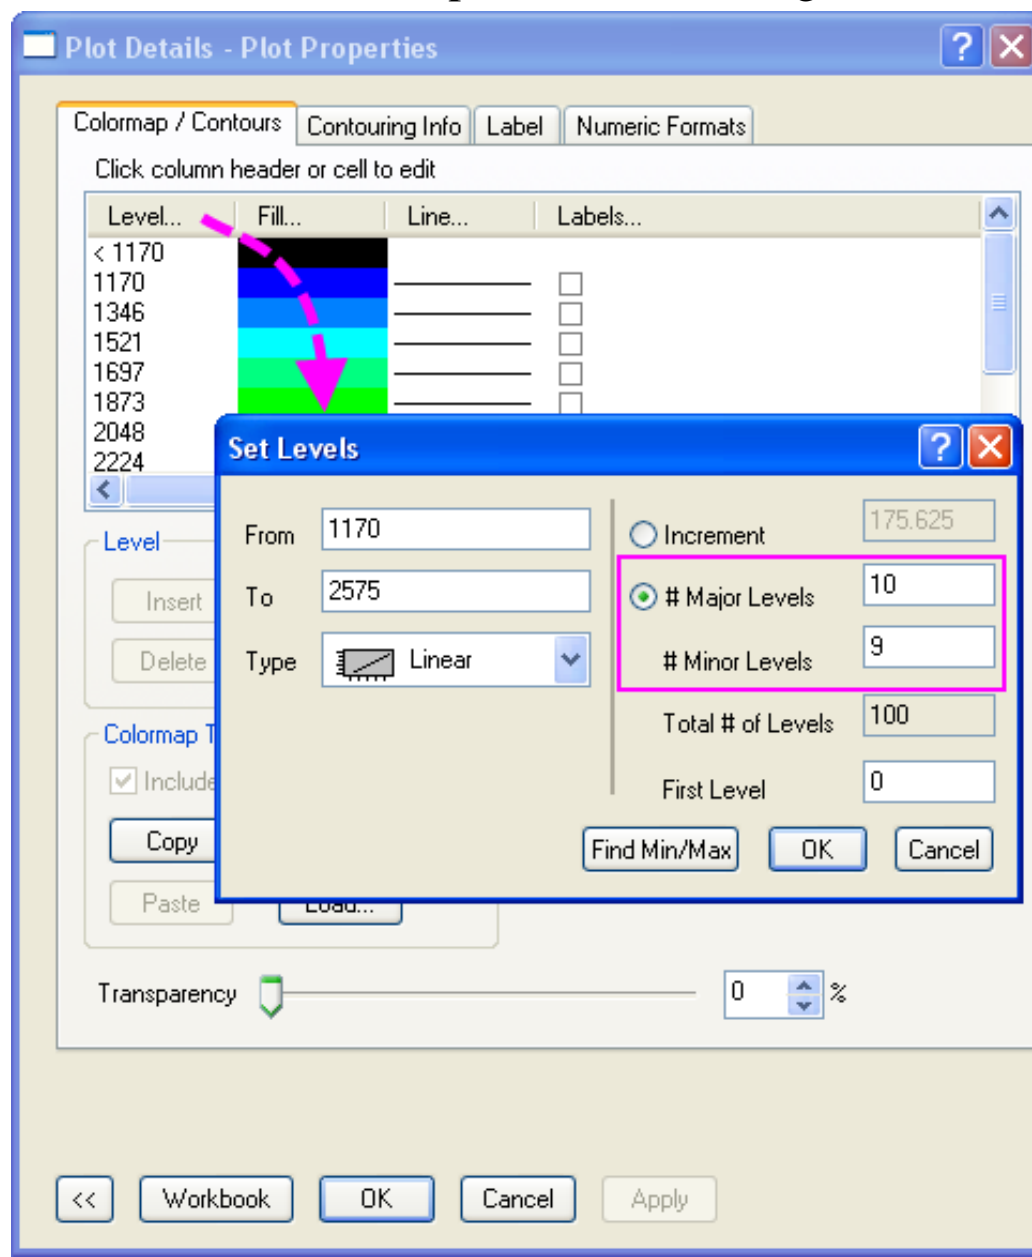 Plot Details - Plot Properties
Colormap / Contours Contouring Info Label Numeric Formats
Click column header or cell to edit
Level... Fill... Line... Labels...
< 1170
1170
1346
1521
1697
1873
2048
2224
Set Levels
From 1170 Increment 175.625
To 2575 # Major Levels 10
Type Linear # Minor Levels 9
Total # of Levels 100
First Level 0
Find Min/Max OK Cancel
Level
Insert
Delete
Colormap T
Include
Copy
Paste Load...
Transparency 0 %
<< Workbook OK Cancel Apply